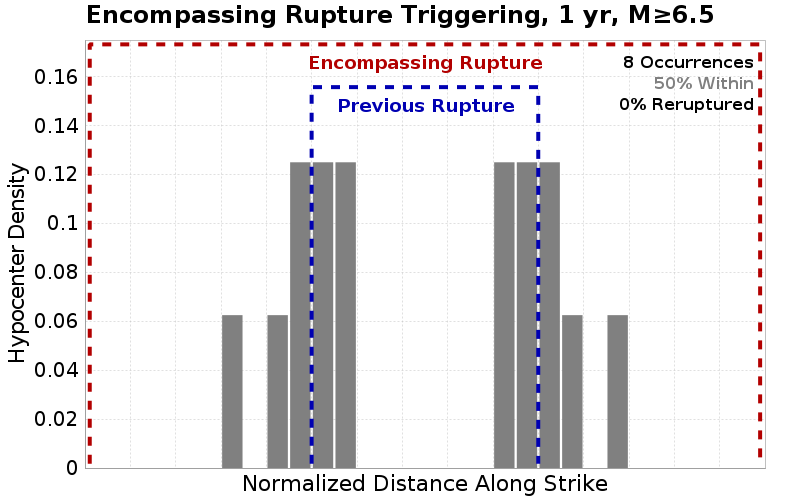 Encompassing Rupture Triggering, 1 yr, M≥6.5
Encompassing Rupture
8 Occurrences
50% Within
0% Reruptured
Previous Rupture
Hypocenter Density
0.16
0.14
0.12
0.1
0.08
0.06
0.04
0.02
0
Normalized Distance Along Strike